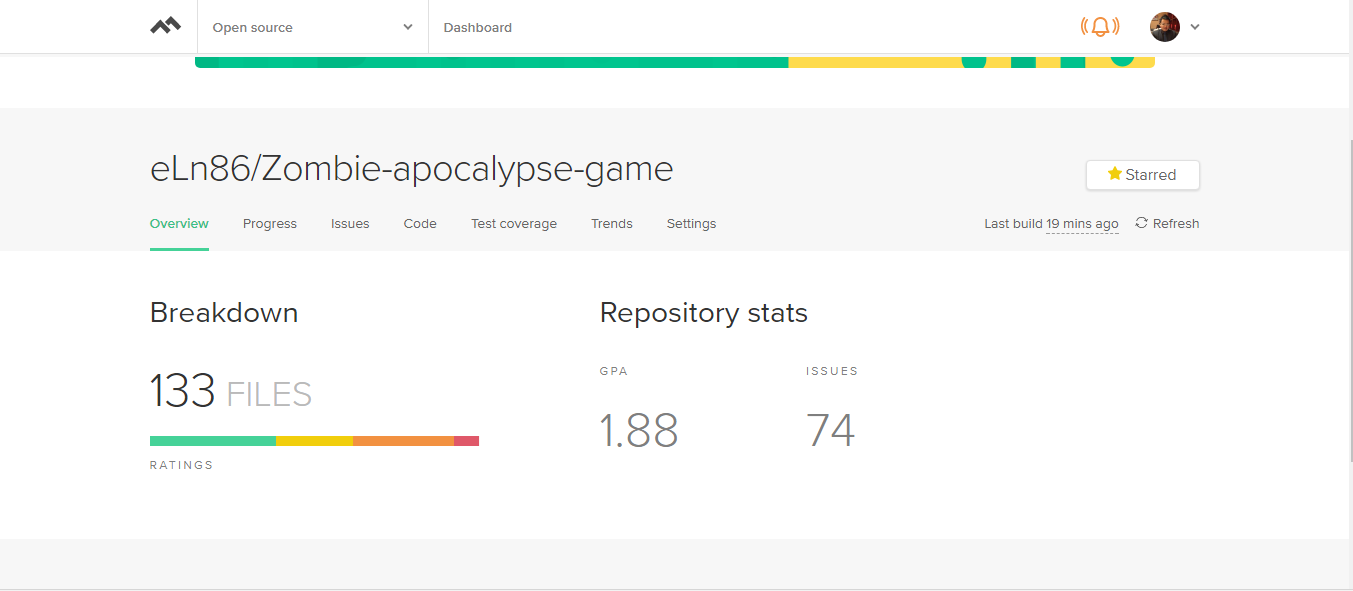 Open source
Dashboard
eLn86/Zombie-apocalypse-game
Starred
Overview Progress Issues Code Test coverage Trends Settings
Last build 19 mins ago Refresh
Breakdown
133 FILES
RATINGS
Repository stats
GPA ISSUES
1.88 74